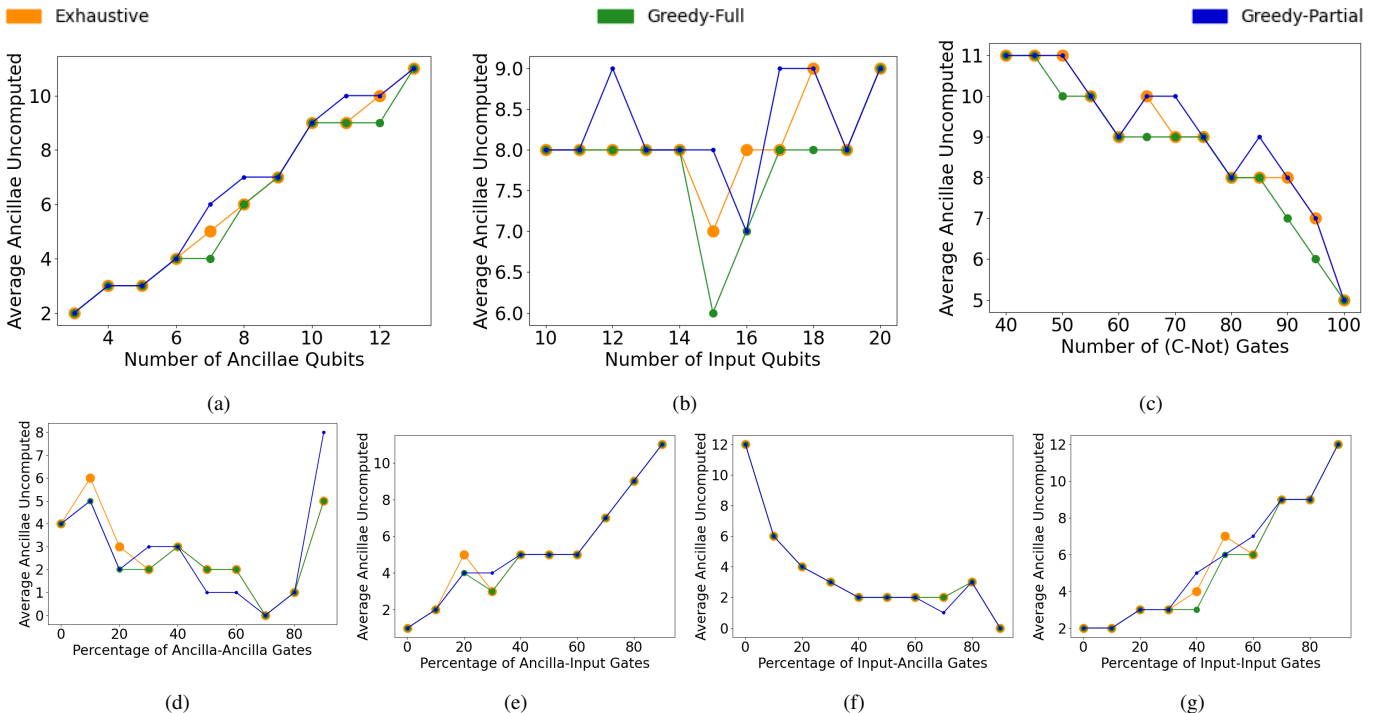 Exhaustive
Greedy-Full
Greedy-Partial
Average Ancillae Uncomputed
10
8
6
4
2
4 6 8 10 12
Number of Ancillae Qubits
(a)
Average Ancillae Uncomputed
9.0
8.5
8.0
7.5
7.0
6.5
6.0
10 12 14 16 18 20
Number of Input Qubits
(b)
Average Ancillae Uncomputed
11
10
9
8
7
6
5
40 50 60 70 80 90 100
Number of (C-Not) Gates
(c)
Average Ancillae Uncomputed
8
7
6
5
4
3
2
1
0
0 20 40 60 80
Percentage of Ancilla-Ancilla Gates
(d)
Average Ancillae Uncomputed
10
8
6
4
2
0 20 40 60 80
Percentage of Ancilla-Input Gates
(e)
Average Ancillae Uncomputed
12
10
8
6
4
2
0
0 20 40 60 80
Percentage of Input-Ancilla Gates
(f)
Average Ancillae Uncomputed
12
10
8
6
4
2
0 20 40 60 80
Percentage of Input-Input Gates
(g)